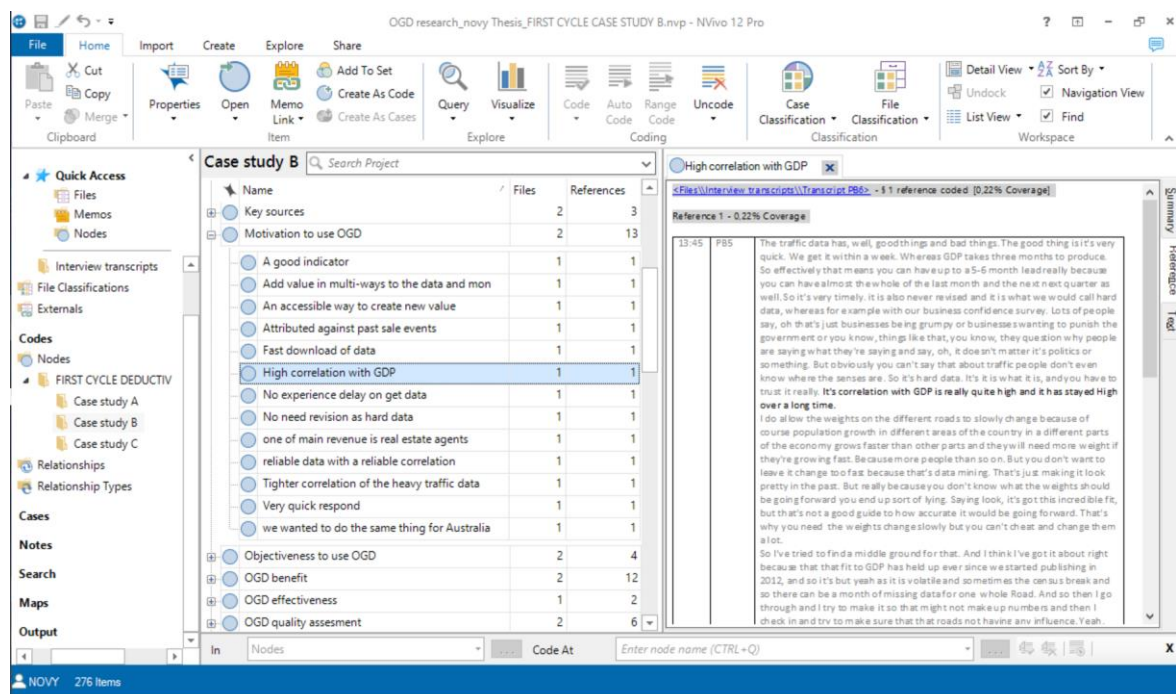 OGD research_novy Thesis_FIRST CYCLE CASE STUDY B.nvp - NVivo 12 Pro
File Home Import Create Explore Share
Paste
Cut
Copy
Merge
Clipboard
Properties
Open
Memo Link
Add To Set
Create As Code
Create As Cases
Item
Query
Visualize
Explore
Code
Auto Code
Range Code
Uncode
Coding
Case Classification
File Classification
Classification
Detail View
Sort By
Undock
Navigation View
List View
Find
Workspace
Quick Access
Files
Memos
Nodes
Interview transcripts
File Classifications
Externals
Codes
Nodes
FIRST CYCLE DEDUCTIV
Case study A
Case study B
Case study C
Relationships
Relationship Types
Cases
Notes
Search
Maps
Output
Case study B
Search Project
Name Files References
Key sources 2 3
Motivation to use OGD 2 13
A good indicator 1 1
Add value in multi-ways to the data and mon 1 1
An accessible way to create new value 1 1
Attributed against past sale events 1 1
Fast download of data 1 1
High correlation with GDP 1 1
No experience delay on get data 1 1
No need revision as hard data 1 1
one of main revenue is real estate agents 1 1
reliable data with a reliable correlation 1 1
Tighter correlation of the heavy traffic data 1 1
Very quick respond 1 1
we wanted to do the same thing for Australia 1 1
Objectiveness to use OGD 2 4
OGD benefit 2 12
OGD effectiveness 1 2
OGD quality assesment 2 6
High correlation with GDP
<Files\\Interview transcripts\\Transcript PB6> - § 1 reference coded [0,22% Coverage]
Reference 1 - 0.22% Coverage
13:45 PB5
The traffic data has, well, good things and bad things. The good thing is it's very
quick. We get it within a week. Whereas GDP takes three months to produce.
So effectively that means you can have up to a 5-6 month lead really because
you can have almost the whole of the last month and the next next quarter as
well. So it's very timely. it is also never revised and it is what we would call hard
data, whereas for example with our business confidence survey. Lots of people
say, oh that's just businesses being grumpy or businesses wanting to punish the
government or you know, things like that, you know, they question why people
are saying what they're saying and say, oh, it doesn't matter it's politics or
something. But obviously you can't say that about traffic people don't even
know where the senses are. So it's hard data. It's it is what it is, and you have to
trust it really. It's correlation with GDP is really quite high and it has stayed High
over a long time.
I do allow the weights on the different roads to slowly change because of
course population growth in different areas of the country in a different parts
of the economy grows faster than other parts and they will need more weight if
they're growing fast. Because more people than so on. But you don't want to
leave it change too fast because that's data mining. That's just making it look
pretty in the past. But really because you don't know what the weights should
be going forward you end up sort of lying. Saying look, it's got this incredible fit,
but that's not a good guide to how accurate it would be going forward. That's
why you need the weights change slowly but you can't cheat and change them
a lot.
So I've tried to find a middle ground for that. And I think I've got it about right
because that that fit to GDP has held up ever since we started publishing in
2012, and so it's but yeah as it is volatile and sometimes the census break and
so there can be a month of missing data for one whole Road. And so then I go
through and I try to make it so that might not make up numbers and then I
check in and try to make sure that that roads not having any influence. Yeah.
Summary
Reference
Text
In Nodes Code At Enter node name (CTRL+Q)
NOVY 276 Items